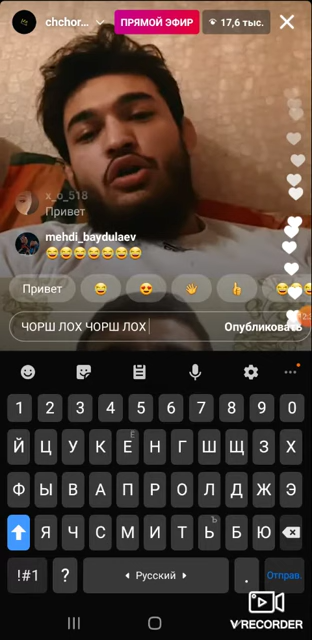 chchor...
ПРЯМОЙ ЭФИР
17,6 тыс.
x_o_518
Привет
mehdi_baydulaev
Привет
ЧОРШ ЛОХ ЧОРШ ЛОХ
Опубликовать
1 2 3 4 5 6 7 8 9 0
Й Ц У К Е Ё Н Г Ш Щ З Х
Ф Ы В А П Р О Л Д Ж Э
Я Ч С М И Т Ь Ъ Б Ю
!#1 ? Русский . Отправ.
VRECORDER